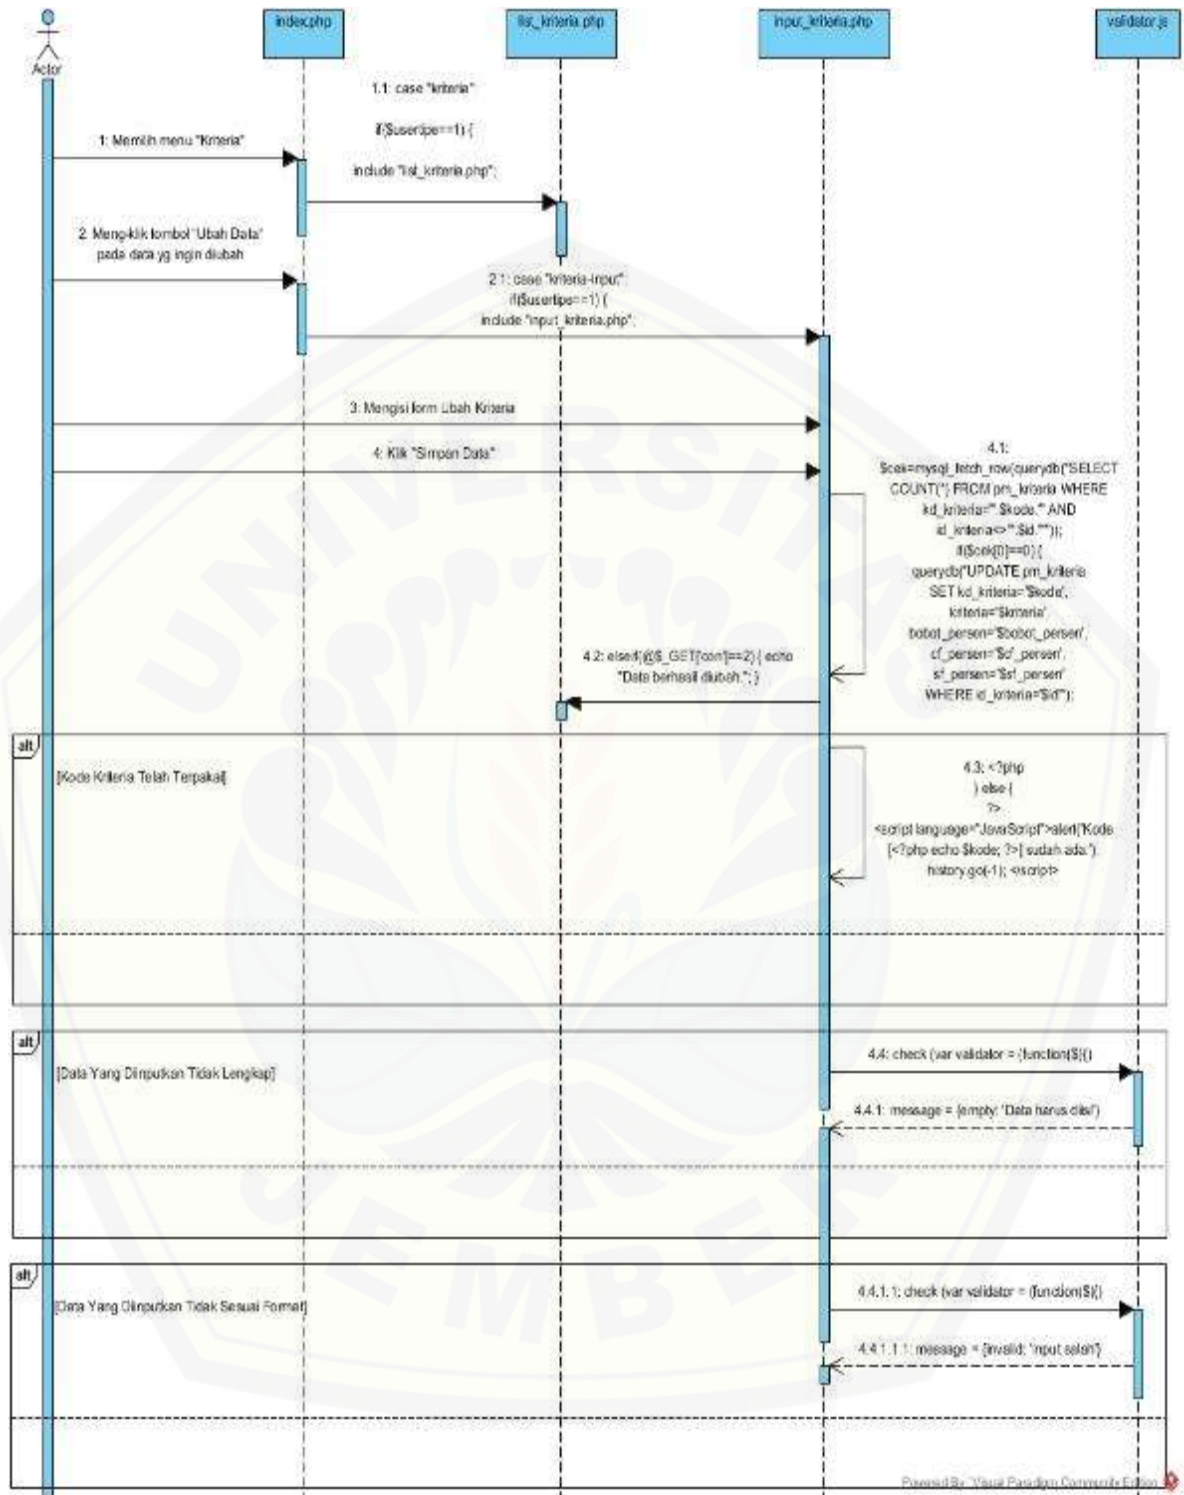 Actor
index.php
list_kriteria.php
input_kriteria.php
validator.js
1.1: case "kriteria"
if($usertipe==1) {
include "list_kriteria.php";
1: Memilih menu "Kriteria"
2: Mengklik tombol "Ubah Data"
pada data yg ingin diubah
2.1: case "kriteria-input":
if($usertipe==1) {
include "input_kriteria.php";
3: Mengisi form Ubah Kriteria
4: Klik "Simpan Data"
4.1:
$cek=mysql_fetch_row(querydb("SELECT
COUNT(*) FROM pm_kriteria WHERE
kd_kriteria='".$kode."' AND
id_kriteria<>'".$id."'"));
if($cek[0]==0) {
querydb("UPDATE pm_kriteria
SET kd_kriteria='$kode',
kriteria='$kriteria',
bobot_persen='$bobot_persen',
cf_persen='$cf_persen',
sf_persen='$sf_persen'
WHERE id_kriteria='$id'");
4.2: elseif(@$_GET['con']==2) { echo
"Data berhasil diubah."; }
alt
[Kode Kriteria Telah Terpakai]
4.3: <?php
} else {
?>
<script language="JavaScript">alert('Kode
[<?php echo $kode; ?>] sudah ada.');
history.go(-1); </script>
alt
[Data Yang Diinputkan Tidak Lengkap]
4.4: check (var validator = (function($){)
4.4.1: message = {empty: 'Data harus diisi'}
alt
[Data Yang Diinputkan Tidak Sesuai Format]
4.4.1.1: check (var validator = (function($){)
4.4.1.1.1: message = {invalid: 'input salah'}
UNIVERSITAS
JEMBER
Powered By Visual Paradigm Community Edition